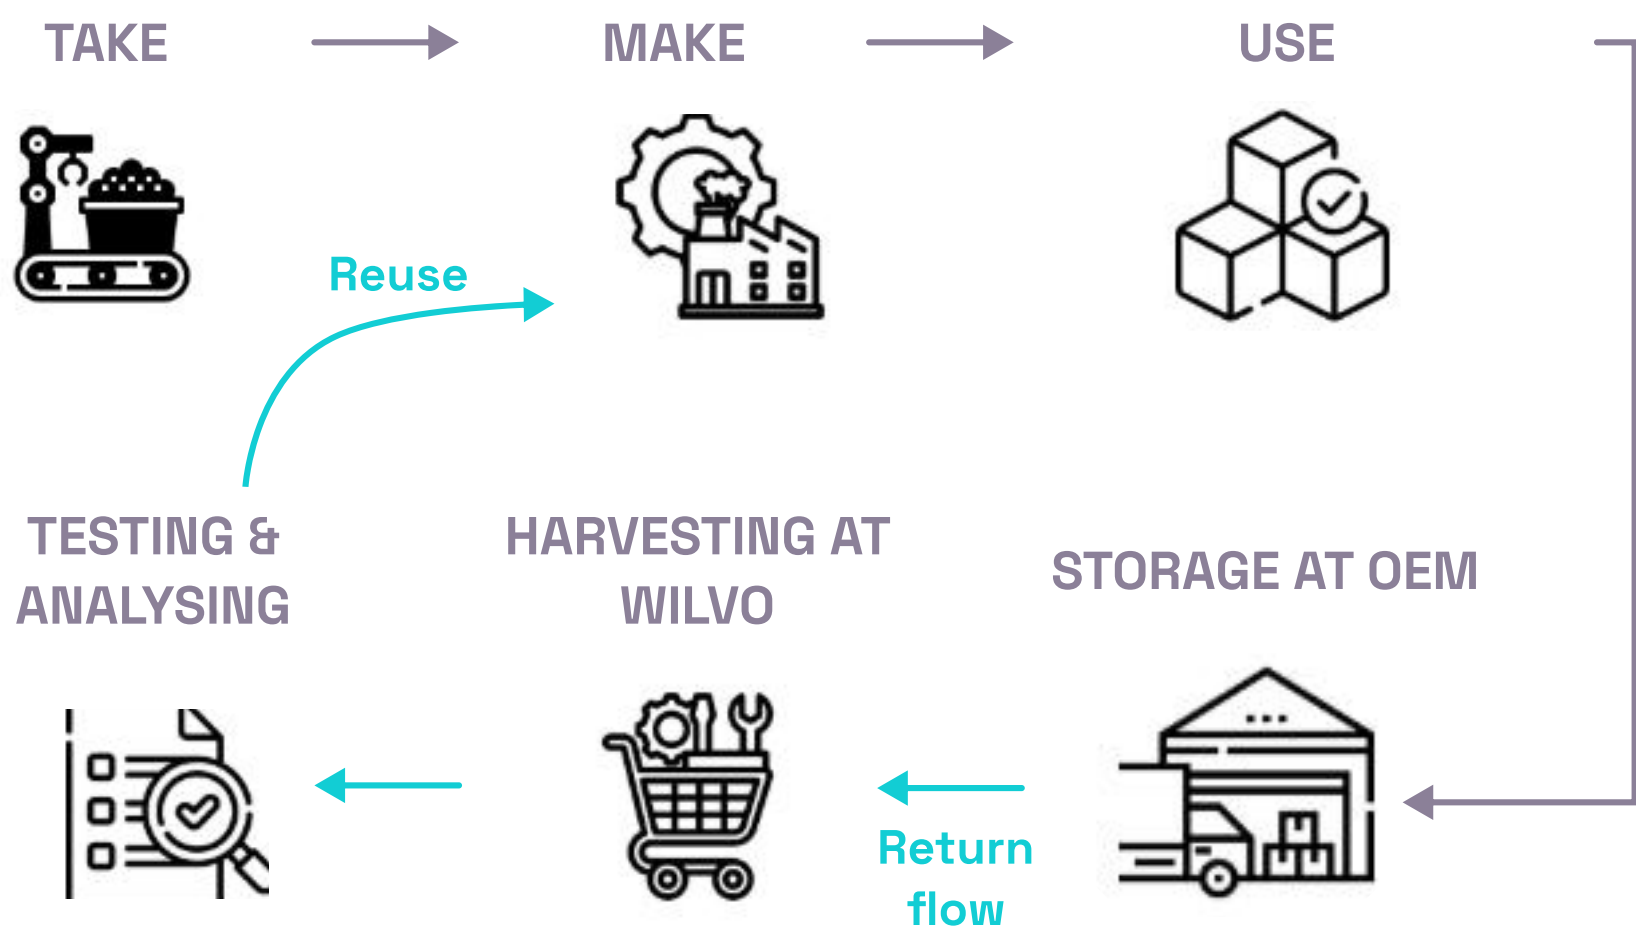 TAKE
MAKE
USE
Reuse
TESTING &
ANALYSING
HARVESTING AT
WILVO
STORAGE AT OEM
Return
flow